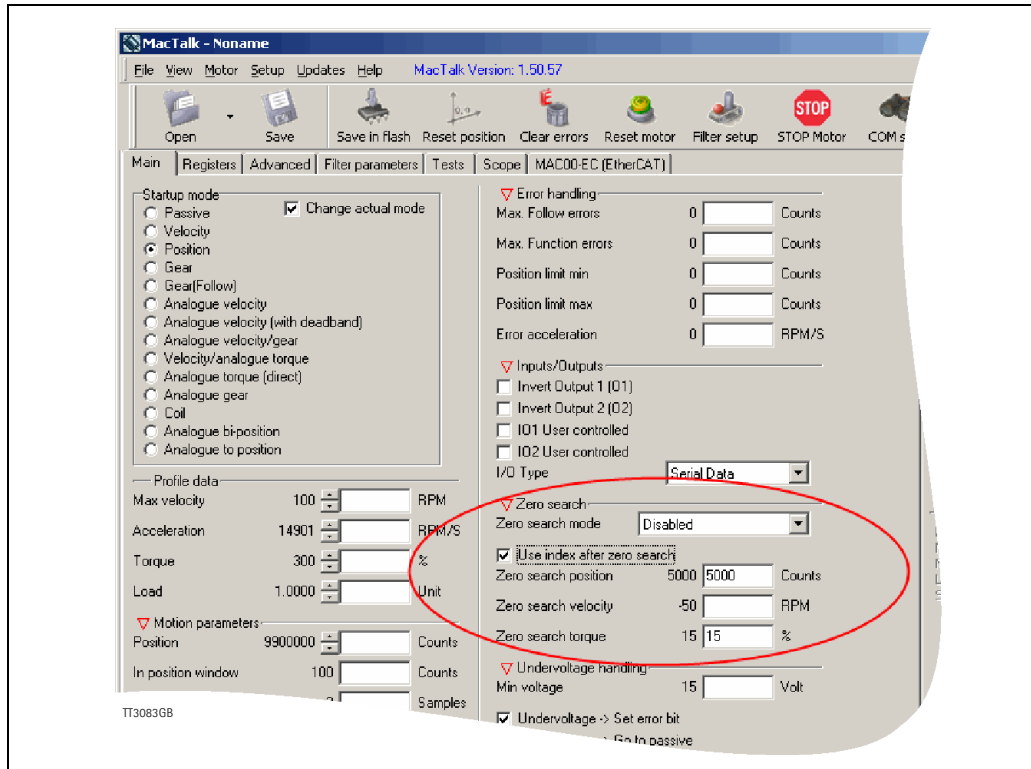 MacTalk - Noname
File View Motor Setup Updates Help MacTalk Version: 1.50.57
Open Save Save in flash Reset position Clear errors Reset motor Filter setup STOP Motor COM s
STOP
Main Registers Advanced Filter parameters Tests Scope MAC00-EC (EtherCAT)
Startup mode
Change actual mode
Passive
Velocity
Position
Gear
Gear(Follow)
Analogue velocity
Analogue velocity (with deadband)
Analogue velocity/gear
Velocity/analogue torque
Analogue torque (direct)
Analogue gear
Coil
Analogue bi-position
Analogue to position
Profile data
Max velocity 100 RPM
Acceleration 14901 RPM/S
Torque 300 %
Load 1.0000 Unit
Motion parameters
Position 9900000 Counts
In position window 100 Counts
Samples
Error handling
Max. Follow errors 0 Counts
Max. Function errors 0 Counts
Position limit min 0 Counts
Position limit max 0 Counts
Error acceleration 0 RPM/S
Inputs/Outputs
Invert Output 1 (O1)
Invert Output 2 (O2)
IO1 User controlled
IO2 User controlled
I/O Type Serial Data
Zero search
Zero search mode Disabled
Use index after zero search
Zero search position 5000 5000 Counts
Zero search velocity -50 RPM
Zero search torque 15 15 %
Undervoltage handling
Min voltage 15 Volt
Undervoltage -> Set error bit
-> Go to passive
TT3083GB